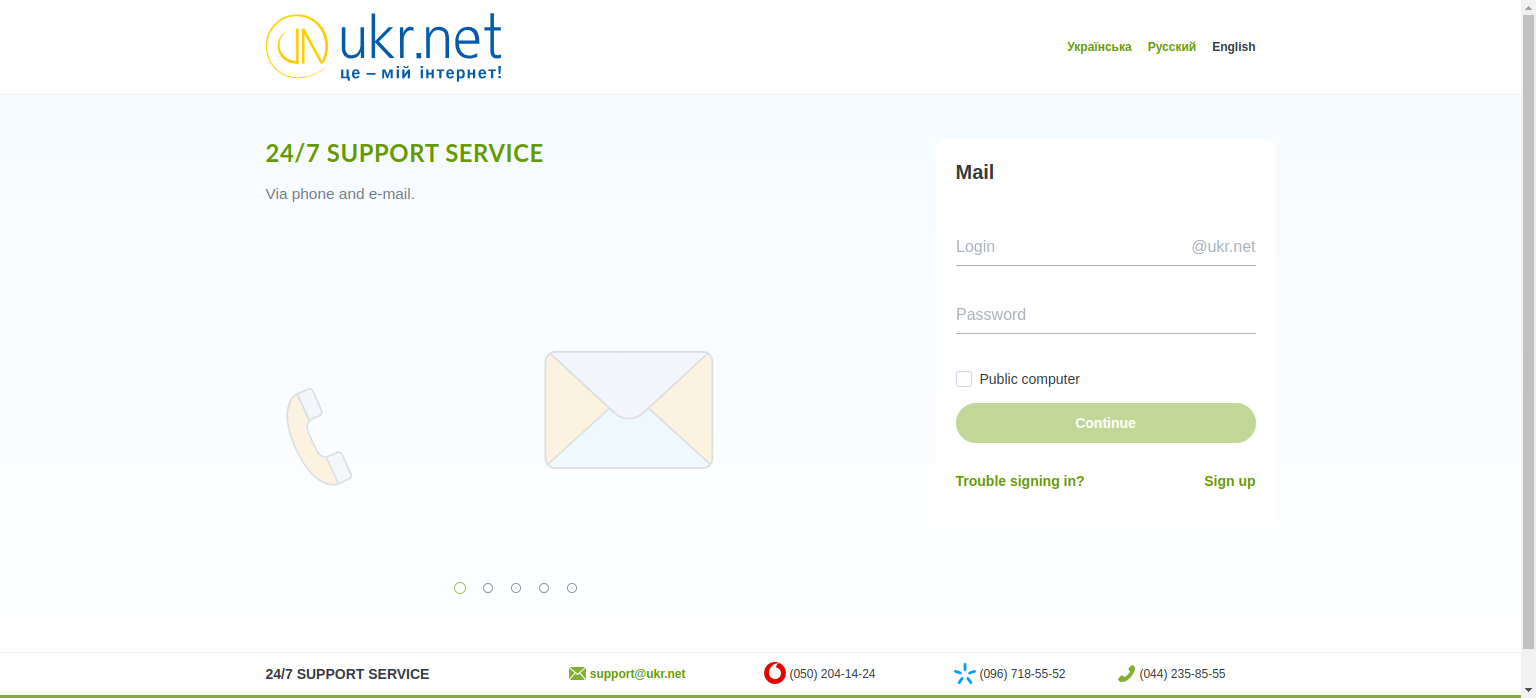 ukr.net
це – мій інтернет!
Українська Русский English
24/7 SUPPORT SERVICE
Via phone and e-mail.
Mail
Login @ukr.net
Password
Public computer
Continue
Trouble signing in? Sign up
24/7 SUPPORT SERVICE support@ukr.net (050) 204-14-24 (096) 718-55-52 (044) 235-85-55